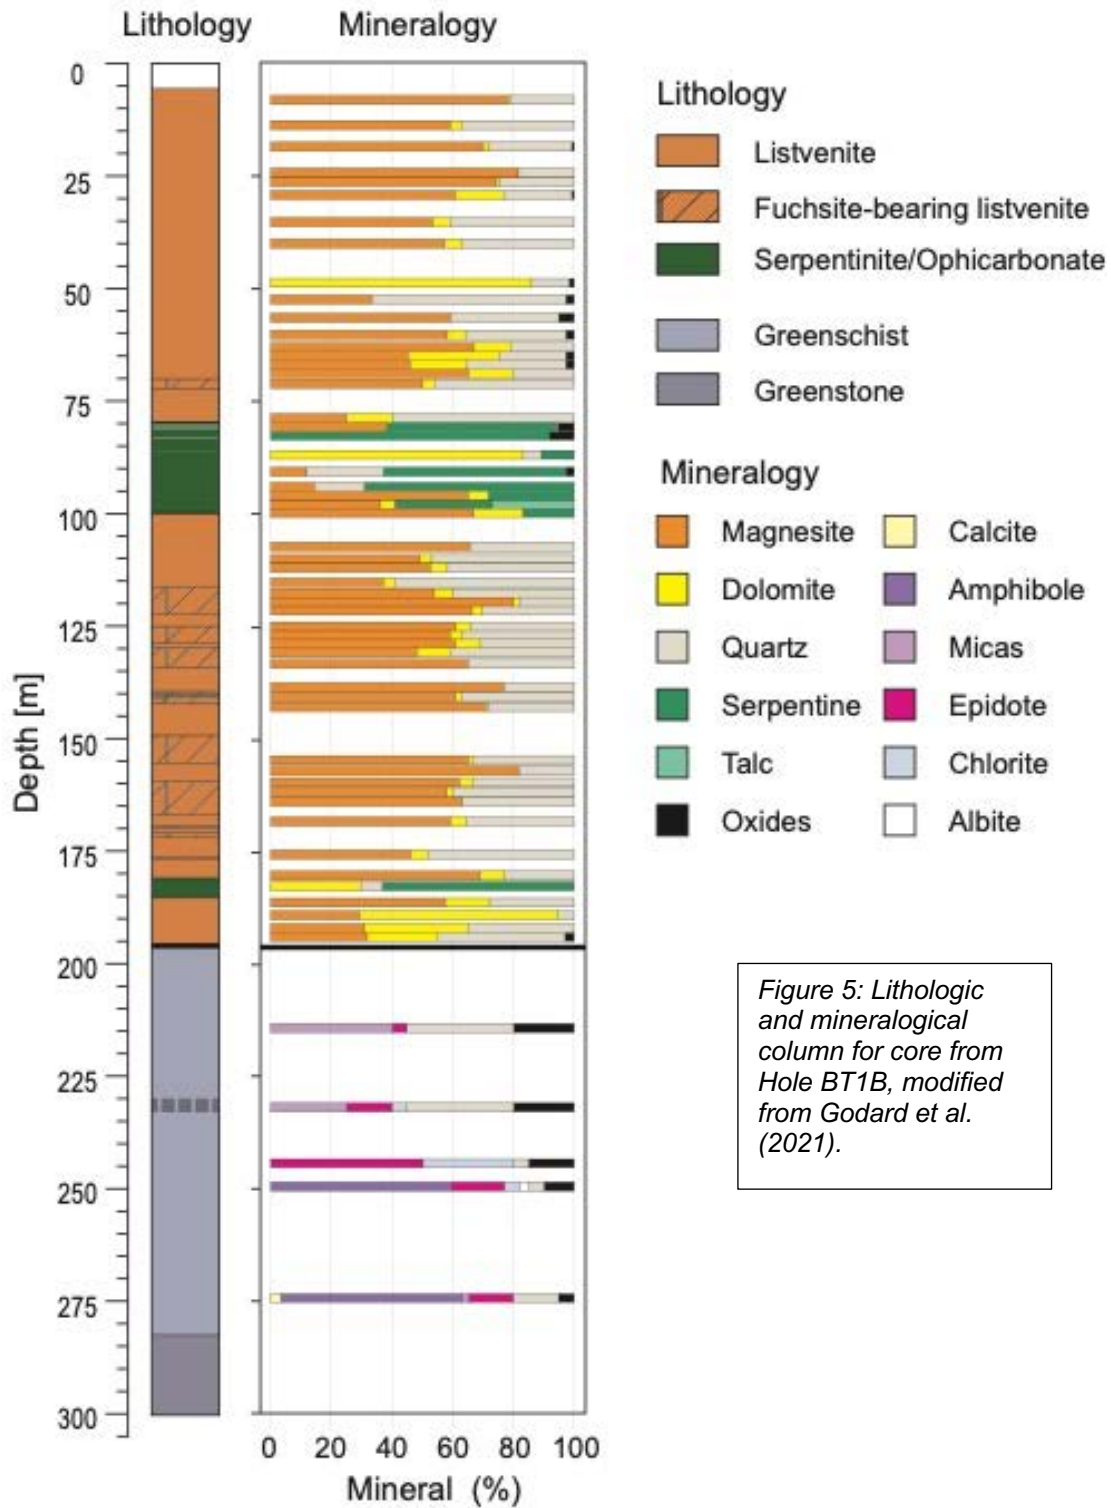 Lithology
Mineralogy
0
25
50
75
100
125
150
175
200
225
250
275
300
Depth [m]
0 20 40 60 80 100
Mineral (%)
Lithology
Listvenite
Fuchsite-bearing listvenite
Serpentinite/Ophicarbonate
Greenschist
Greenstone
Mineralogy
Magnesite
Calcite
Dolomite
Amphibole
Quartz
Micas
Serpentine
Epidote
Talc
Chlorite
Oxides
Albite
Figure 5: Lithologic
and mineralogical
column for core from
Hole BT1B, modified
from Godard et al.
(2021).